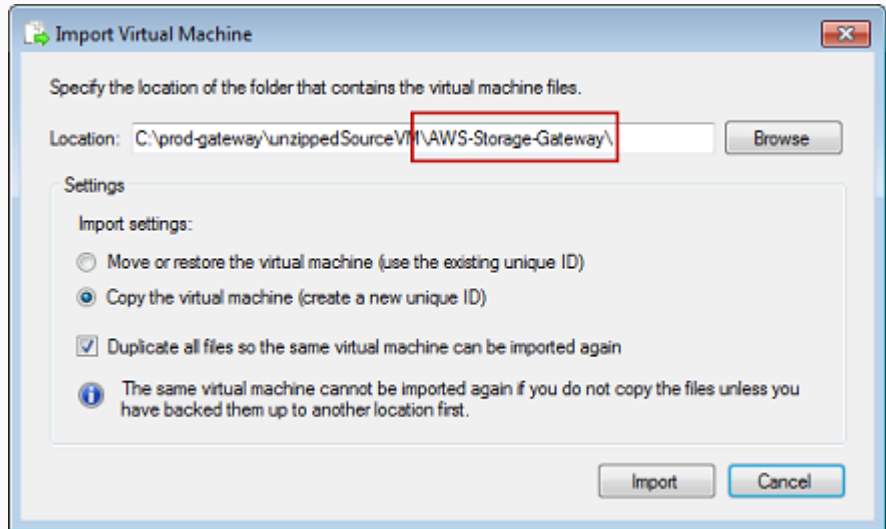 Import Virtual Machine
Specify the location of the folder that contains the virtual machine files.
Location: C:\prod-gateway\unzippedSourceVM\AWS-Storage-Gateway\ Browse
Settings
Import settings:
Move or restore the virtual machine (use the existing unique ID)
Copy the virtual machine (create a new unique ID)
Duplicate all files so the same virtual machine can be imported again
The same virtual machine cannot be imported again if you do not copy the files unless you
have backed them up to another location first.
Import Cancel